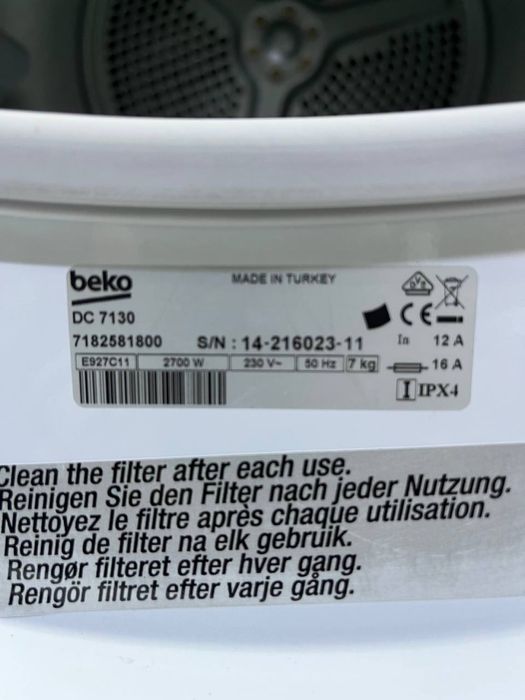 beko
MADE IN TURKEY
DC 7130
7182581800 S/N : 14-216023-11 In 12 A
E927C11 2700 W 230 V~ 50 Hz 7 kg 16 A
IPX4
Clean the filter after each use.
Reinigen Sie den Filter nach jeder Nutzung.
Nettoyez le filtre après chaque utilisation.
Reinig de filter na elk gebruik.
Rengør filteret efter hver gang.
Rengör filtret efter varje gång.